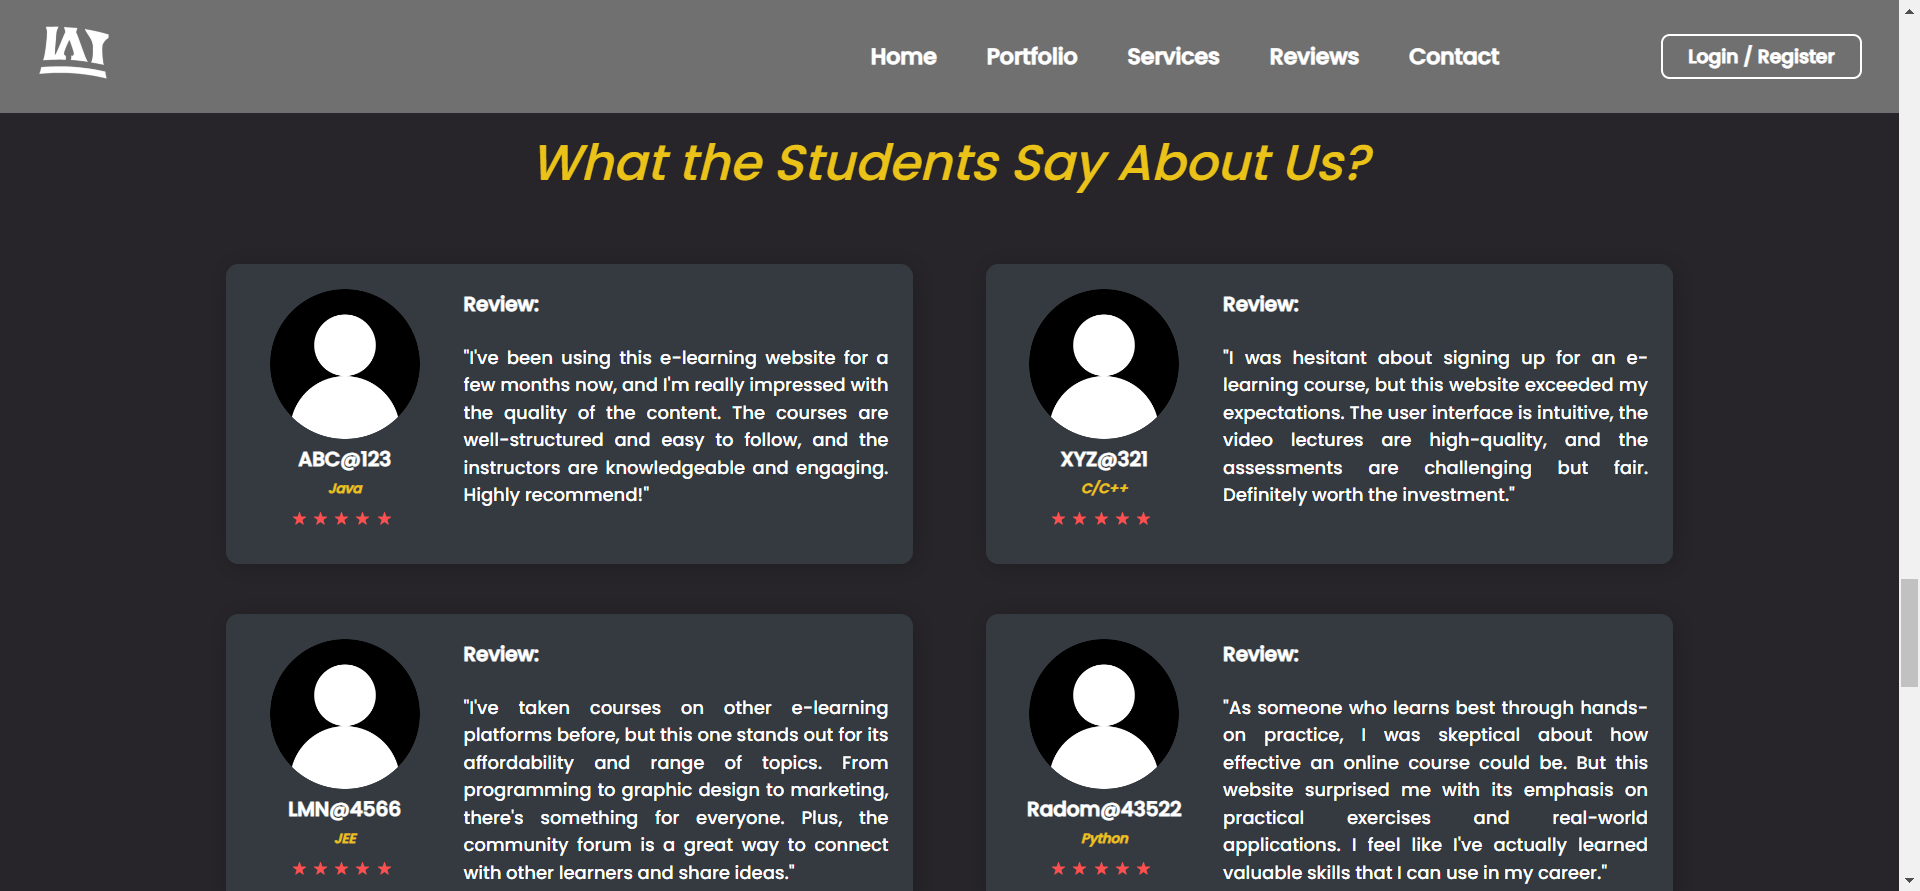 Home Portfolio Services Reviews Contact Login / Register
What the Students Say About Us?
Review:
"I've been using this e-learning website for a
few months now, and I'm really impressed with
the quality of the content. The courses are
well-structured and easy to follow, and the
instructors are knowledgeable and engaging.
Highly recommend!"
ABC@123
Java
Review:
"I was hesitant about signing up for an e-
learning course, but this website exceeded my
expectations. The user interface is intuitive, the
video lectures are high-quality, and the
assessments are challenging but fair.
Definitely worth the investment."
XYZ@321
C/C++
Review:
"I've taken courses on other e-learning
platforms before, but this one stands out for its
affordability and range of topics. From
programming to graphic design to marketing,
there's something for everyone. Plus, the
community forum is a great way to connect
with other learners and share ideas."
LMN@4566
JEE
Review:
"As someone who learns best through hands-
on practice, I was skeptical about how
effective an online course could be. But this
website surprised me with its emphasis on
practical exercises and real-world
applications. I feel like I've actually learned
valuable skills that I can use in my career."
Radom@43522
Python